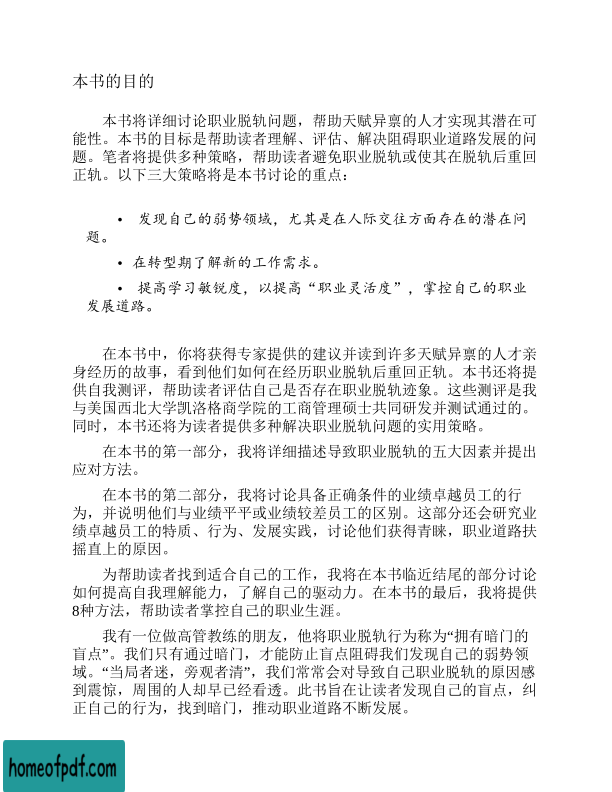 本书的目的
本书将详细讨论职业脱轨问题，帮助天赋异禀的人才实现其潜在可
能性。本书的目标是帮助读者理解、评估、解决阻碍职业道路发展的问
题。笔者将提供多种策略，帮助读者避免职业脱轨或使其在脱轨后重回
正轨。以下三大策略将是本书讨论的重点：
• 发现自己的弱势领域，尤其是在人际交往方面存在的潜在问
题。
• 在转型期了解新的工作需求。
• 提高学习敏锐度，以提高“职业灵活度”，掌控自己的职业
发展道路。
在本书中，你将获得专家提供的建议并读到许多天赋异禀的人才亲
身经历的故事，看到他们如何在经历职业脱轨后重回正轨。本书还将提
供自我测评，帮助读者评估自己是否存在职业脱轨迹象。这些测评是我
与美国西北大学凯洛格商学院的工商管理硕士共同研发并测试通过的。
同时，本书还将为读者提供多种解决职业脱轨问题的实用策略。
在本书的第一部分，我将详细描述导致职业脱轨的五大因素并提出
应对方法。
在本书的第二部分，我将讨论具备正确条件的业绩卓越员工的行
为，并说明他们与业绩平平或业绩较差员工的区别。这部分还会研究业
绩卓越员工的特质、行为、发展实践，讨论他们获得青睐，职业道路扶
摇直上的原因。
为帮助读者找到适合自己的工作，我将在本书临近结尾的部分讨论
如何提高自我理解能力，了解自己的驱动力。在本书的最后，我将提供
8种方法，帮助读者掌控自己的职业生涯。
我有一位做高管教练的朋友，他将职业脱轨行为称为“拥有暗门的
盲点”。我们只有通过暗门，才能防止盲点阻碍我们发现自己的弱势领
域。“当局者迷，旁观者清”，我们常常会对导致自己职业脱轨的原因感
到震惊，周围的人却早已经看透。此书旨在让读者发现自己的盲点，纠
正自己的行为，找到暗门，推动职业道路不断发展。
homeofpdf.com